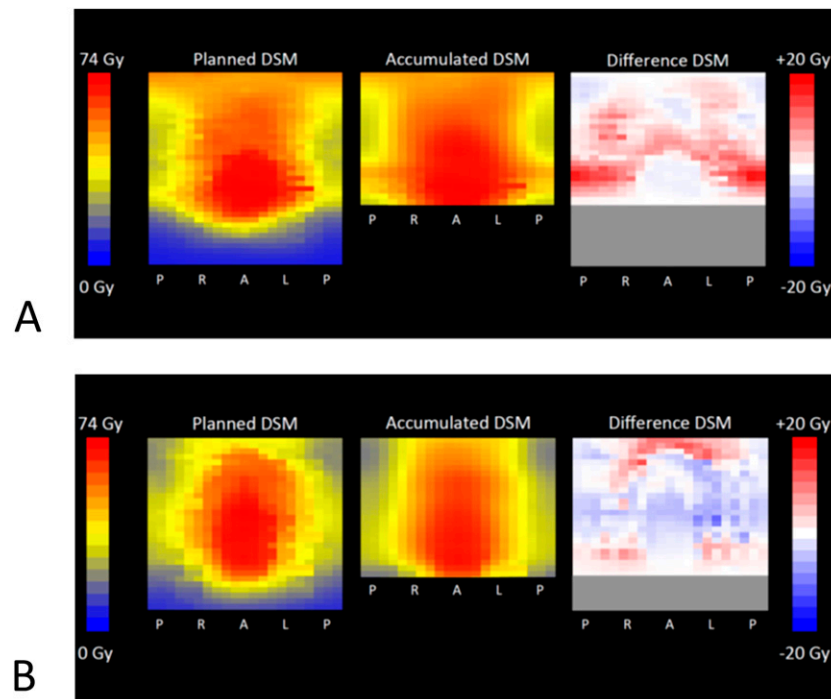 74 Gy Planned DSM Accumulated DSM Difference DSM +20 Gy
P R A L P
P R A L P
0 Gy P R A L P -20 Gy
A
74 Gy Planned DSM Accumulated DSM Difference DSM +20 Gy
P R A L P
P R A L P P R A L P
0 Gy -20 Gy
B